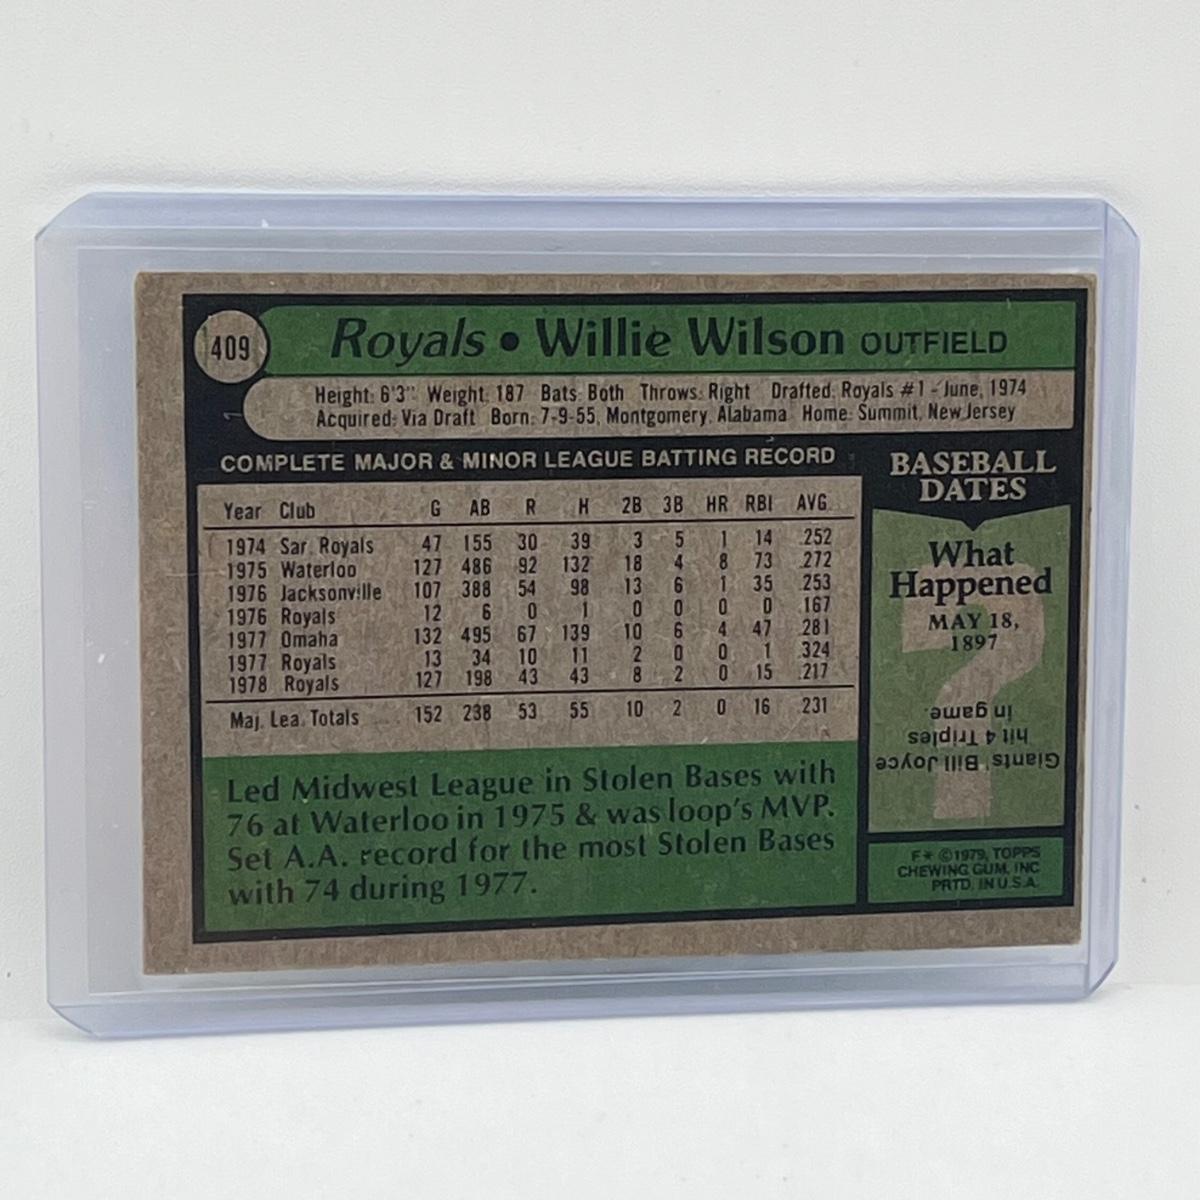 409
Royals • Willie Wilson OUTFIELD
Height: 6'3" Weight: 187 Bats: Both Throws: Right Drafted: Royals #1 - June, 1974
Acquired: Via Draft Born: 7-9-55, Montgomery, Alabama Home: Summit, New Jersey
COMPLETE MAJOR & MINOR LEAGUE BATTING RECORD
Year Club G AB R H 2B 3B HR RBI AVG.
1974 Sar. Royals 47 155 30 39 3 5 1 14 .252
1975 Waterloo 127 486 92 132 18 4 8 73 .272
1976 Jacksonville 107 388 54 98 13 6 1 35 .253
1976 Royals 12 6 0 1 0 0 0 0 .167
1977 Omaha 132 495 67 139 10 6 4 47 .281
1977 Royals 13 34 10 11 2 0 0 1 .324
1978 Royals 127 198 43 43 8 2 0 15 .217
Maj. Lea. Totals 152 238 53 55 10 2 0 16 .231
Led Midwest League in Stolen Bases with
76 at Waterloo in 1975 & was loop's MVP.
Set A.A. record for the most Stolen Bases
with 74 during 1977.
BASEBALL
DATES
What
Happened
MAY 18,
1897
?
Giants' Bill Joyce
hit 4 Triples
in game.
F* ©1979, TOPPS
CHEWING GUM, INC
PRTD. IN U.S.A.